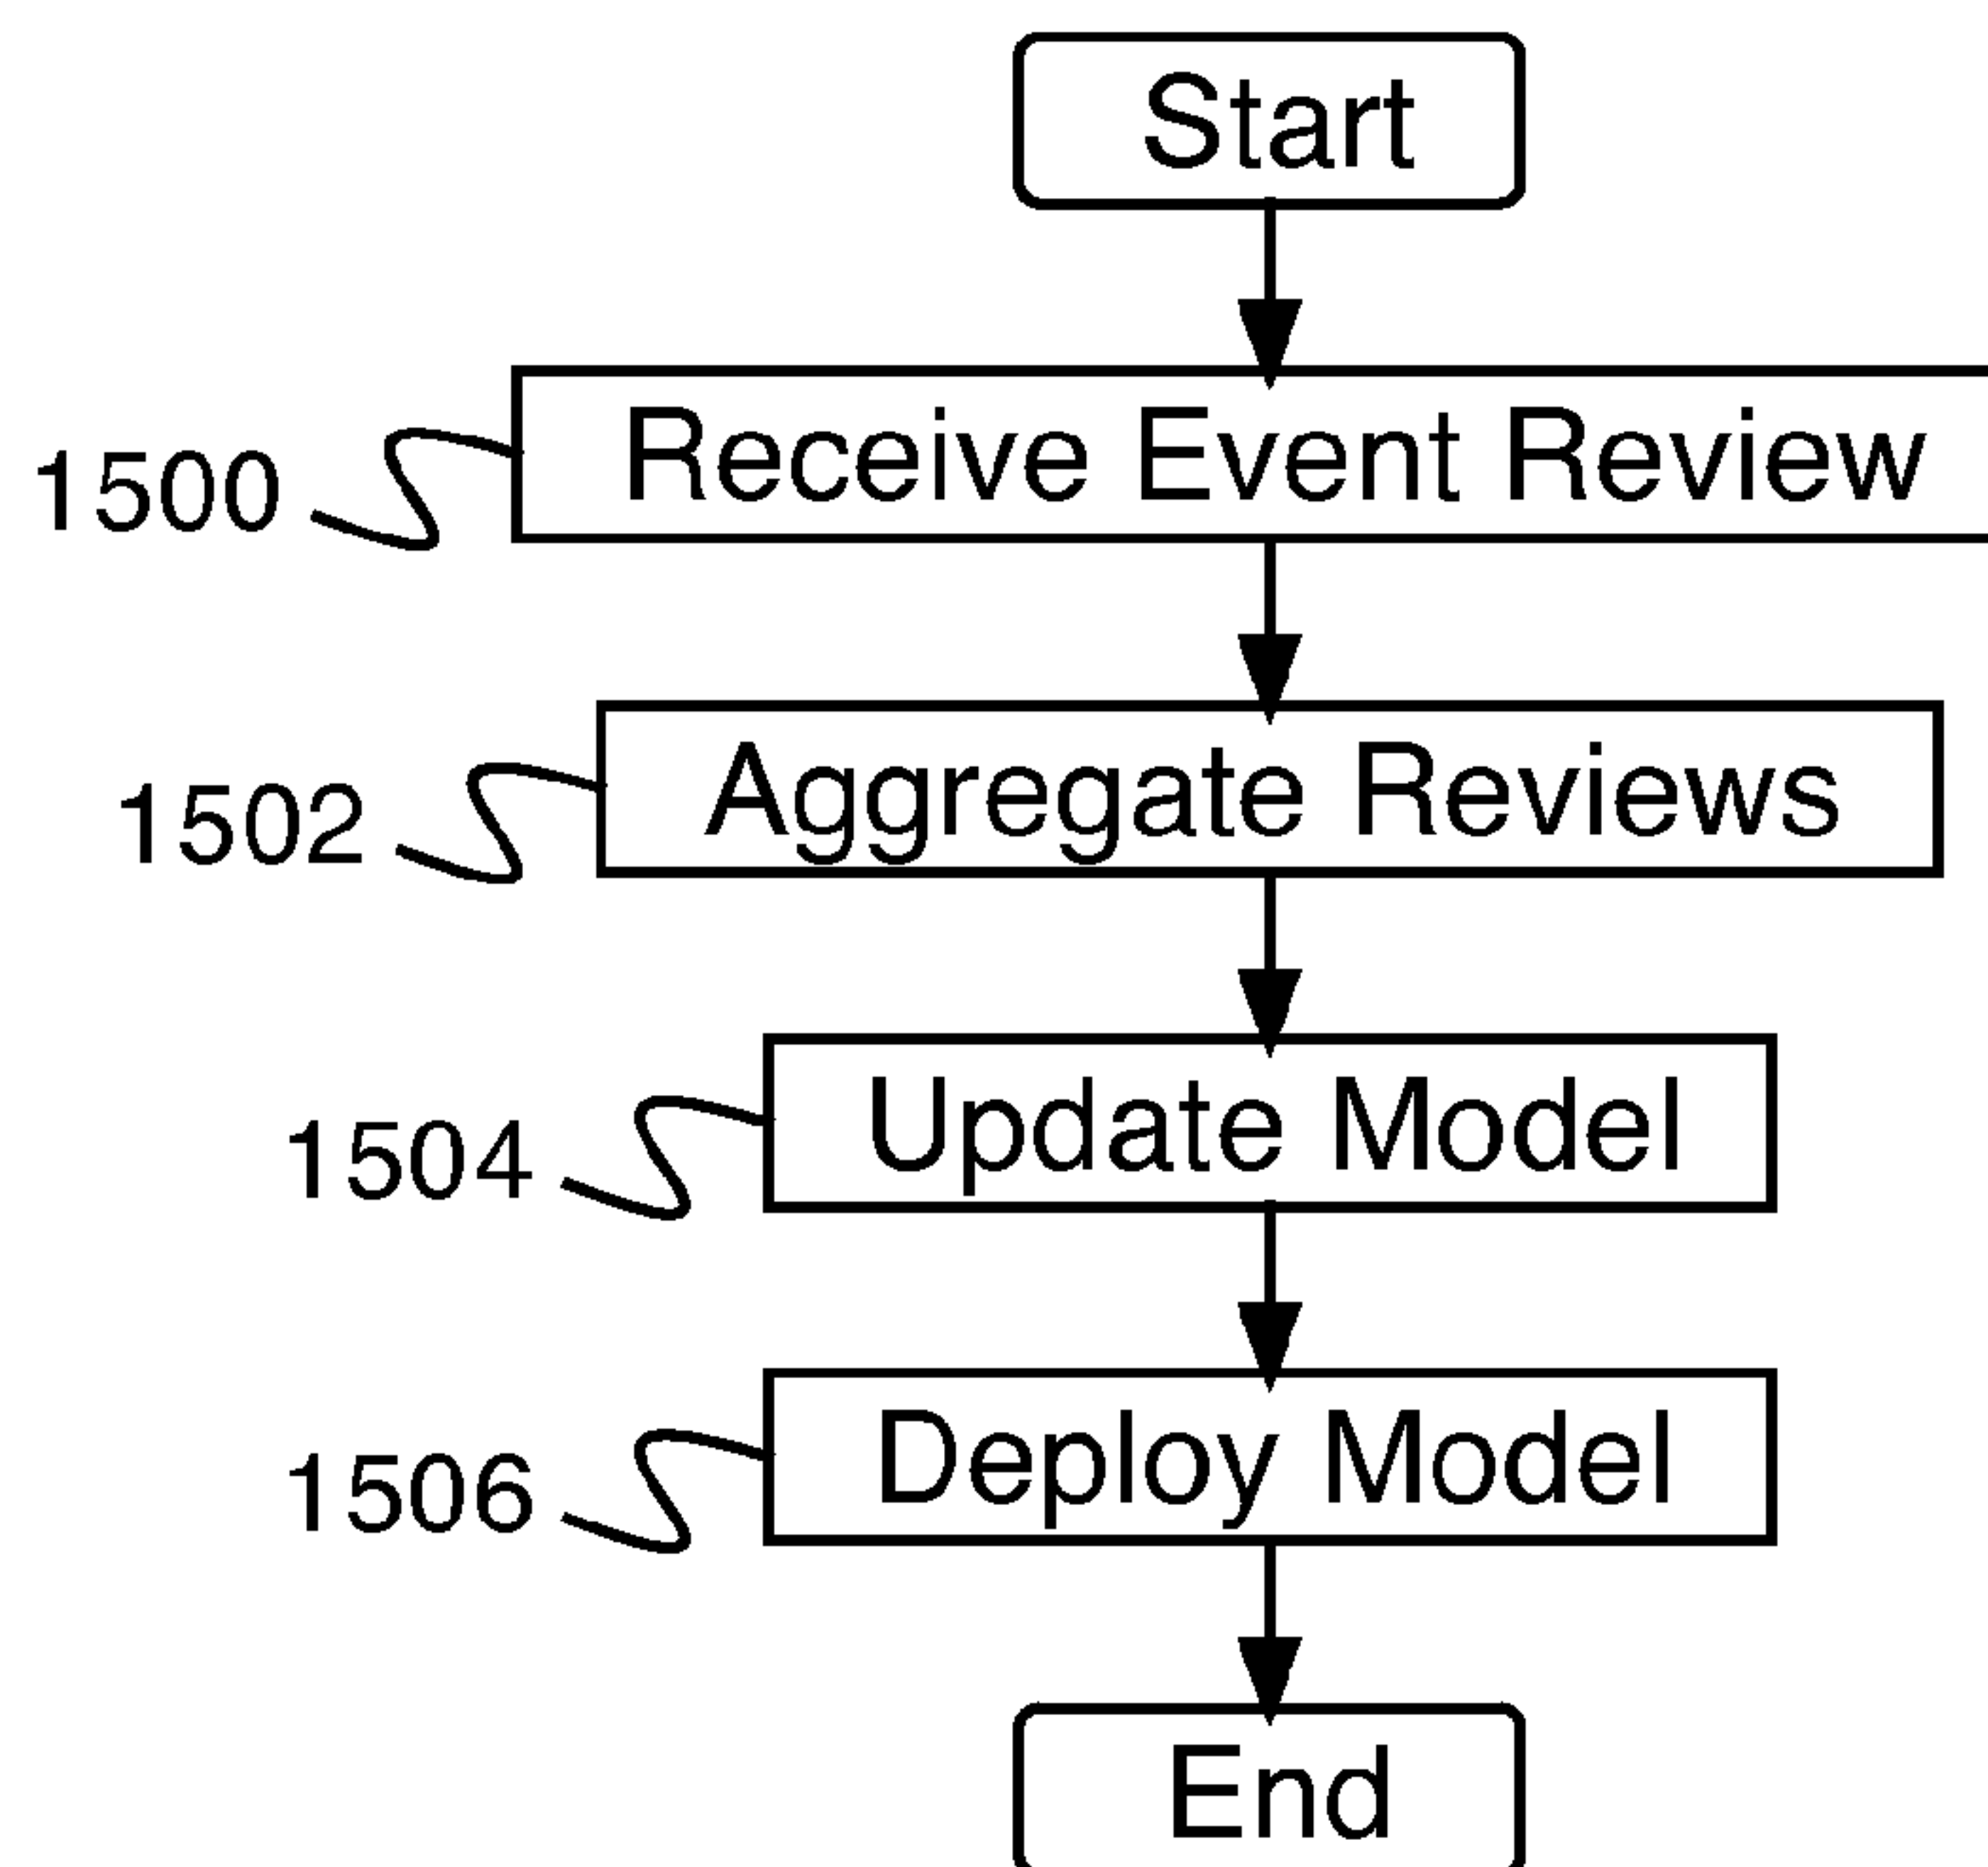 Start
1500 Receive Event Review
1502 Aggregate Reviews
1504 Update Model
1506 Deploy Model
End